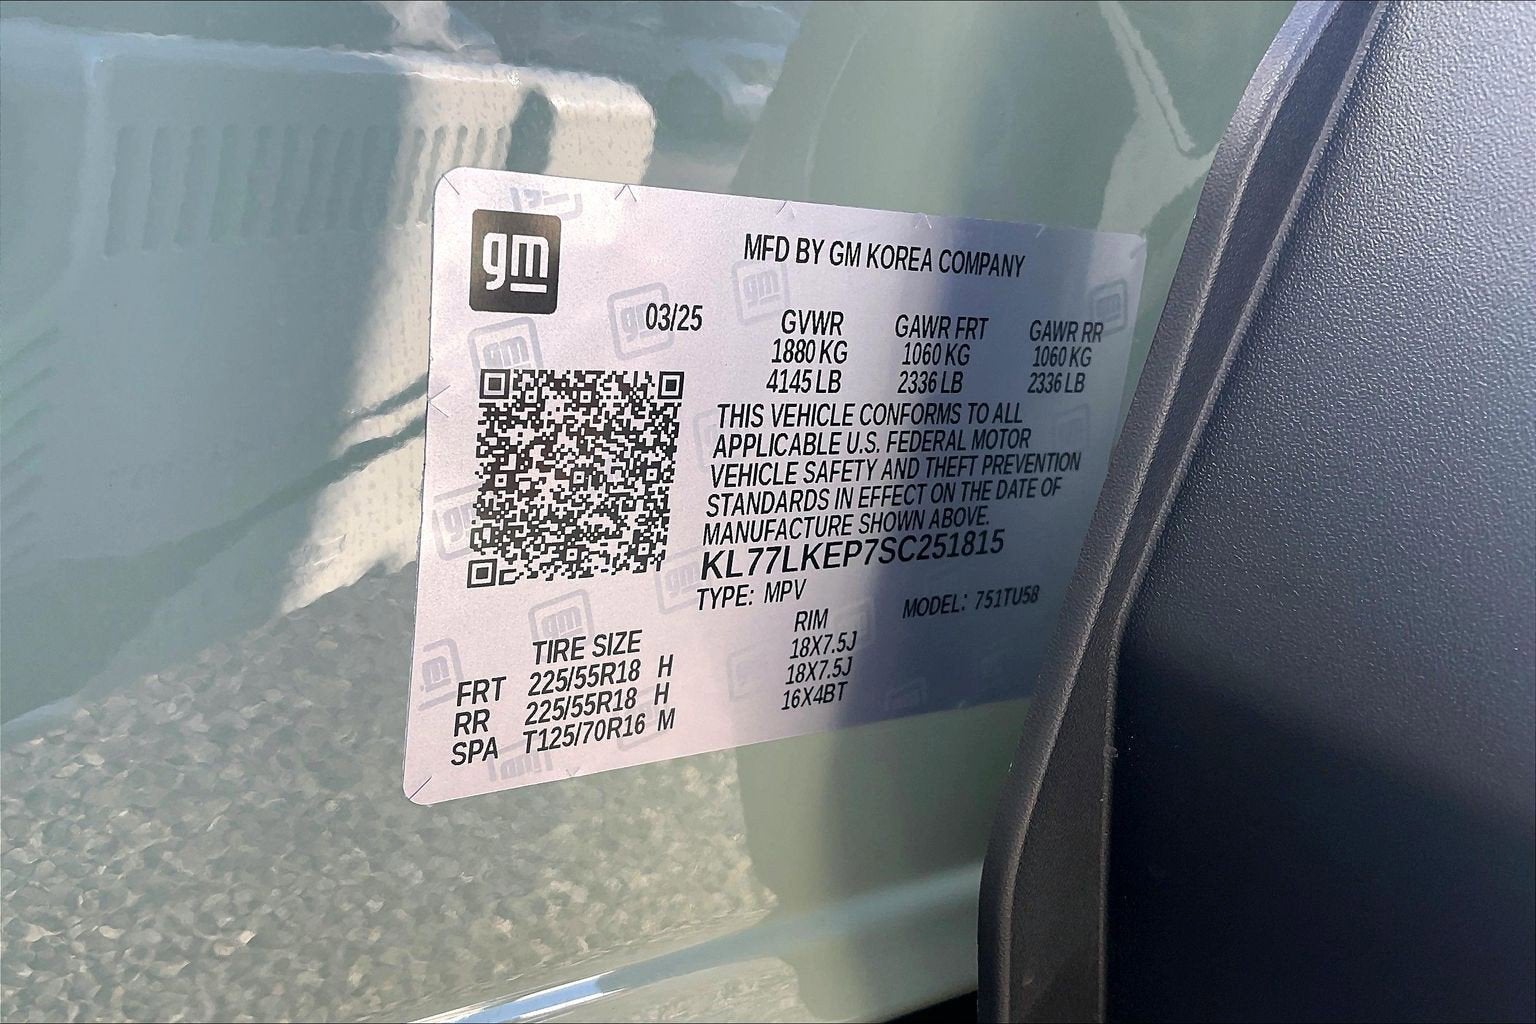 gm
MFD BY GM KOREA COMPANY
03/25
GVWR GAWR FRT GAWR RR
1880 KG 1060 KG 1060 KG
4145 LB 2336 LB 2336 LB
THIS VEHICLE CONFORMS TO ALL
APPLICABLE U.S. FEDERAL MOTOR
VEHICLE SAFETY AND THEFT PREVENTION
STANDARDS IN EFFECT ON THE DATE OF
MANUFACTURE SHOWN ABOVE.
KL77LKEP7SC251815
TYPE: MPV MODEL: 751TU58
TIRE SIZE RIM
FRT 225/55R18 H 18X7.5J
RR 225/55R18 H 18X7.5J
SPA T125/70R16 M 16X4BT